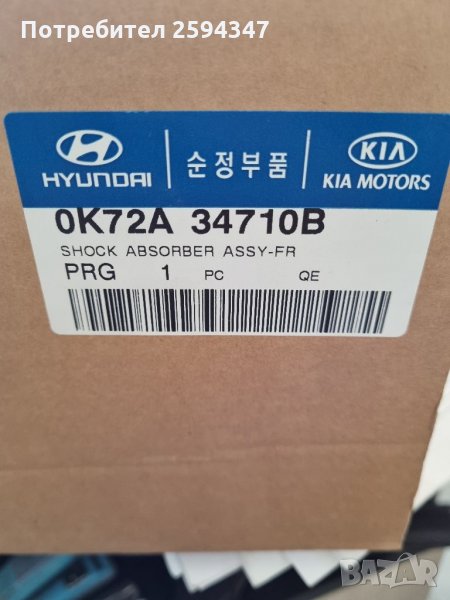 Потребител 2594347
HYUNDAI
순정부품
KIA
KIA MOTORS
0K72A 34710B
SHOCK ABSORBER ASSY-FR
PRG 1 PC QE
BAZAR